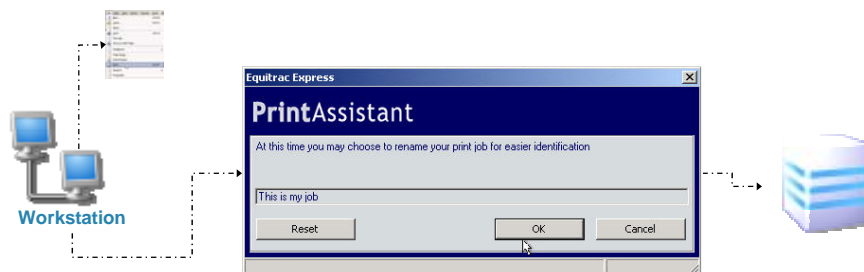 Equitrac Express
PrintAssistant
At this time you may choose to rename your print job for easier identification
This is my job
Reset
OK
Cancel
Workstation